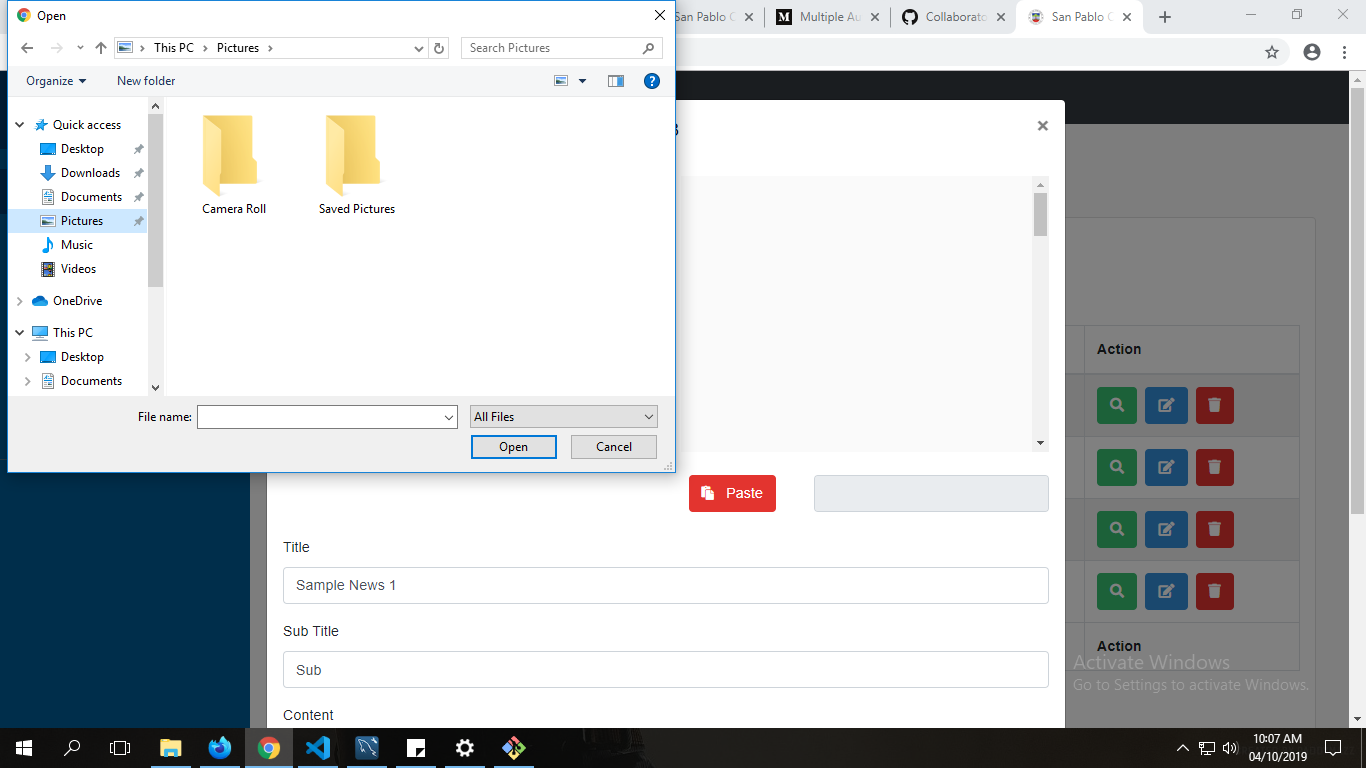 Open
San Pablo C
Multiple Au
Collaborato
San Pablo C
This PC
Pictures
Search Pictures
Organize
New folder
Quick access
Desktop
Downloads
Documents
Pictures
Music
Videos
OneDrive
This PC
Desktop
Documents
Camera Roll
Saved Pictures
File name:
All Files
Open
Cancel
Action
Paste
Title
Sample News 1
Sub Title
Sub
Content
Action
Activate Windows
Go to Settings to activate Windows.
10:07 AM
04/10/2019